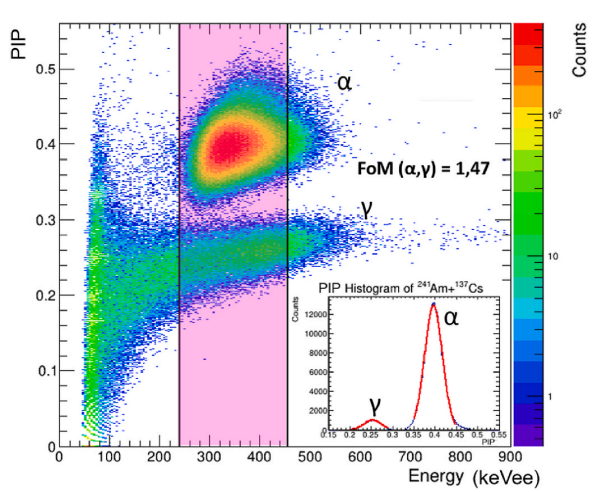 PIP
Counts
0.5
0.4
0.3
0.2
0.1
0
α
FoM (α,γ) = 1,47
γ
10²
10
1
PIP Histogram of ²⁴¹Am+¹³⁷Cs
Counts
12000
10000
8000
6000
4000
2000
0
α
γ
0.15 0.2 0.25 0.3 0.35 0.4 0.45 0.5 0.55
PIP
0 100 200 300 400 500 600 700 800 900
Energy (keVee)